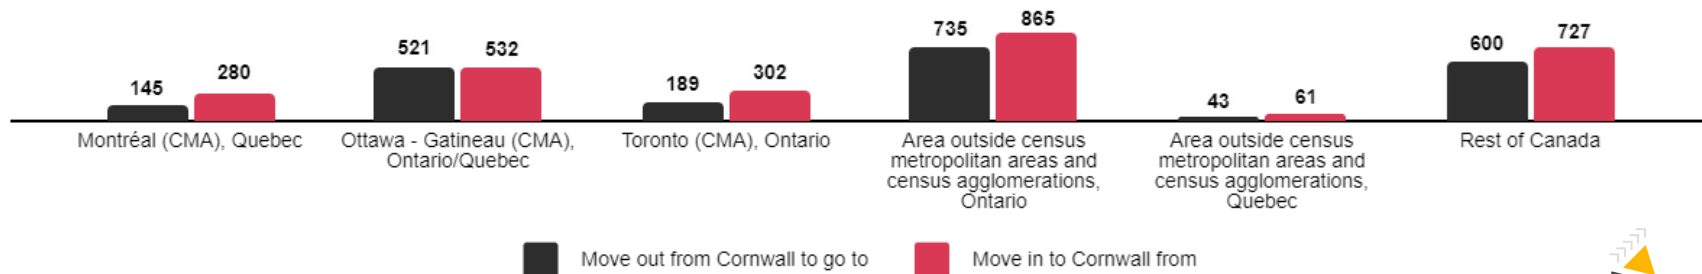 145
280
521
532
189
302
735
865
43
61
600
727
Montréal (CMA), Quebec
Ottawa - Gatineau (CMA),
Ontario/Quebec
Toronto (CMA), Ontario
Area outside census
metropolitan areas and
census agglomerations,
Ontario
Area outside census
metropolitan areas and
census agglomerations,
Quebec
Rest of Canada
Move out from Cornwall to go to
Move in to Cornwall from